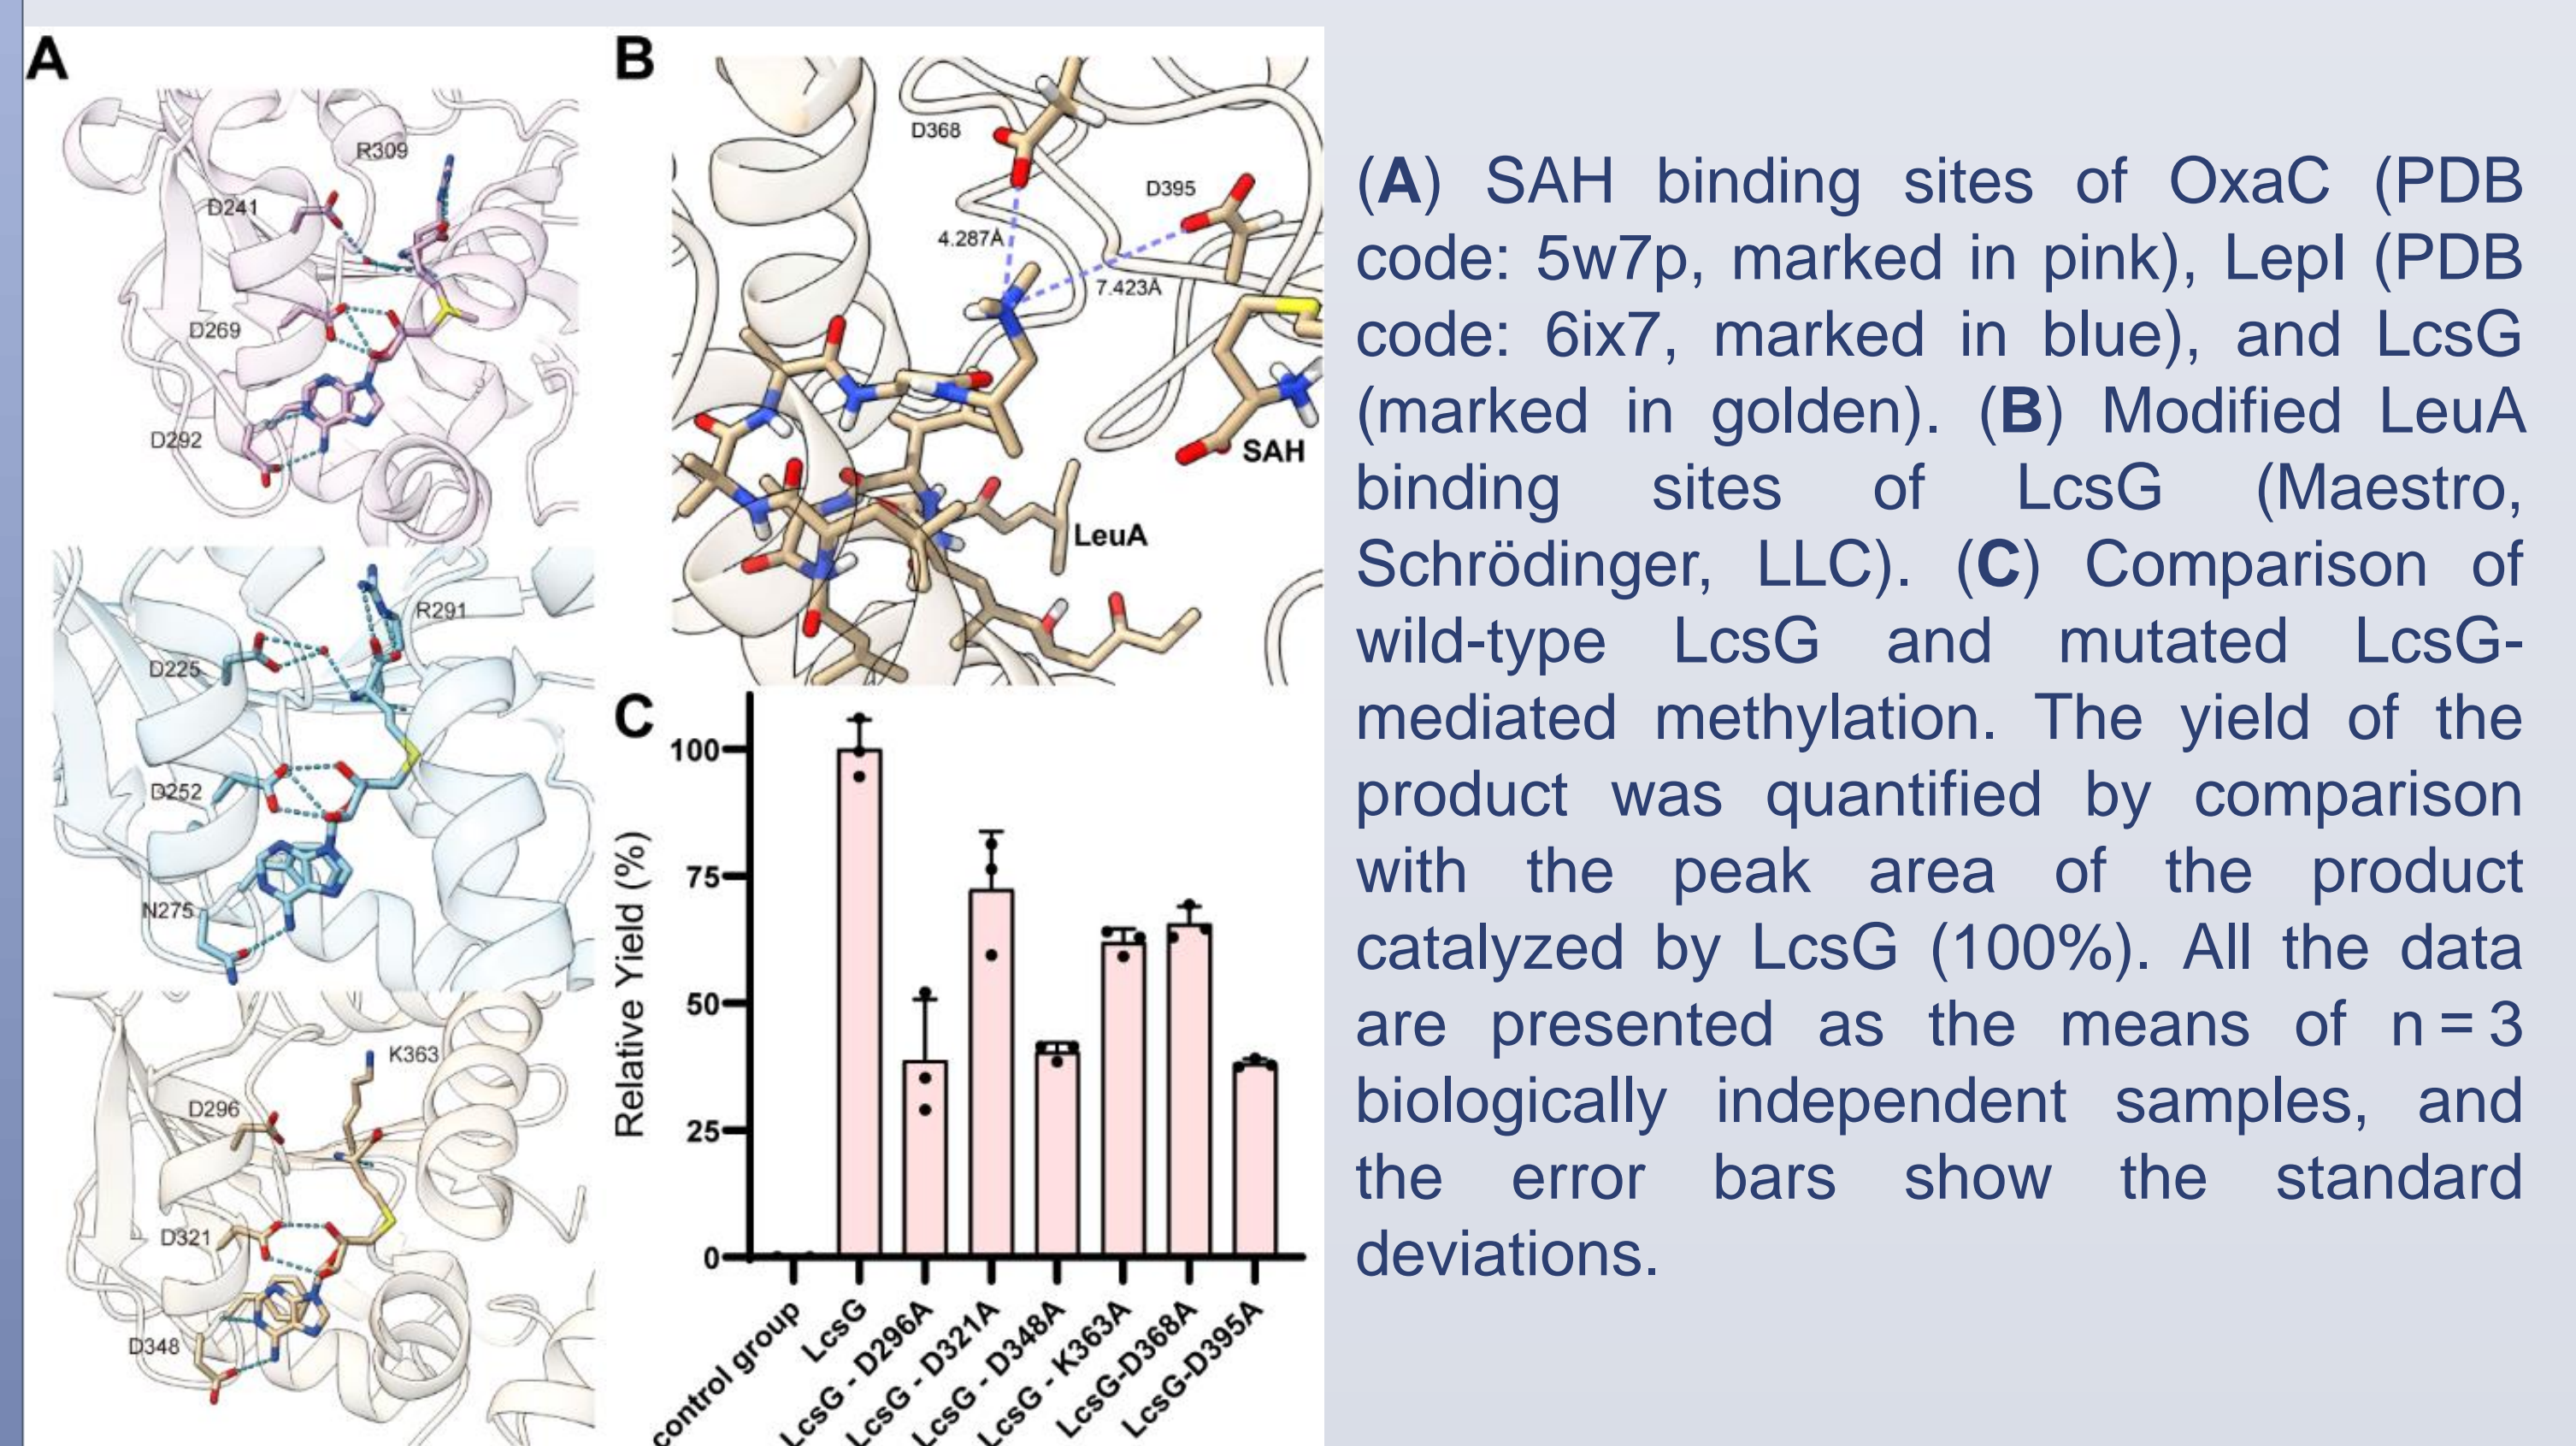 A
R309
D241
D269
D292
R291
D225
D252
N275
K363
D296
D321
D348
B
D368
D395
4.287Å
7.423Å
SAH
LeuA
C
Relative Yield (%)
100
75
50
25
0
control group
LcsG
LcsG - D296A
LcsG - D321A
LcsG - D348A
LcsG - K363A
LcsG-D368A
LcsG-D395A
(A) SAH binding sites of OxaC (PDB
code: 5w7p, marked in pink), LepI (PDB
code: 6ix7, marked in blue), and LcsG
(marked in golden). (B) Modified LeuA
binding sites of LcsG (Maestro,
Schrödinger, LLC). (C) Comparison of
wild-type LcsG and mutated LcsG-
mediated methylation. The yield of the
product was quantified by comparison
with the peak area of the product
catalyzed by LcsG (100%). All the data
are presented as the means of n = 3
biologically independent samples, and
the error bars show the standard
deviations.